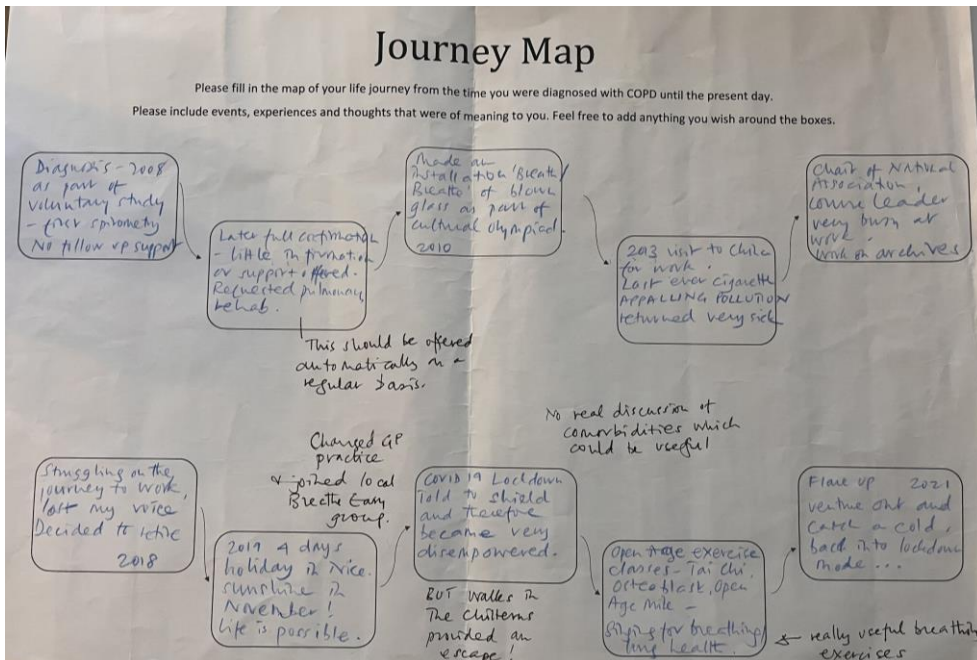 Journey Map
Please fill in the map of your life journey from the time you were diagnosed with COPD until the present day.
Please include events, experiences and thoughts that were of meaning to you. Feel free to add anything you wish around the boxes.
Diagnosis - 2008
as part of
voluntary study
- first spirometry
No follow up support
Later full confirmation
- little information
or support offered.
Requested pulmonary
rehab.
This should be offered
automatically on a
regular basis.
Made an
installation 'Breath/
Breathe' of blown
glass as part of
cultural olympiad.
2010
2013 visit to Chile
for work.
Last ever cigarette
APPALLING POLLUTION
returned very sick
Chair of National
Association,
course leader
very busy at
work.
Work on archives
Struggling on the
journey to work,
lost my voice
Decided to retire
2018
Changed GP
practice
& joined local
Breathe Easy
group.
2019 4 days
holiday in Nice.
sunshine in
November!
Life is possible.
Covid 19 Lockdown
Told to shield
and therefore
became very
disempowered.
BUT walks in
The Chilterns
provided an
escape!
No real discussion of
comorbidities which
could be useful
Open Age exercise
classes - Tai Chi,
Osteoblast, Open
Age Mile -
Singing for breathing/
lung health.
really useful breathing
exercises
Flare up 2021
venture out and
catch a cold,
back into lockdown
mode...